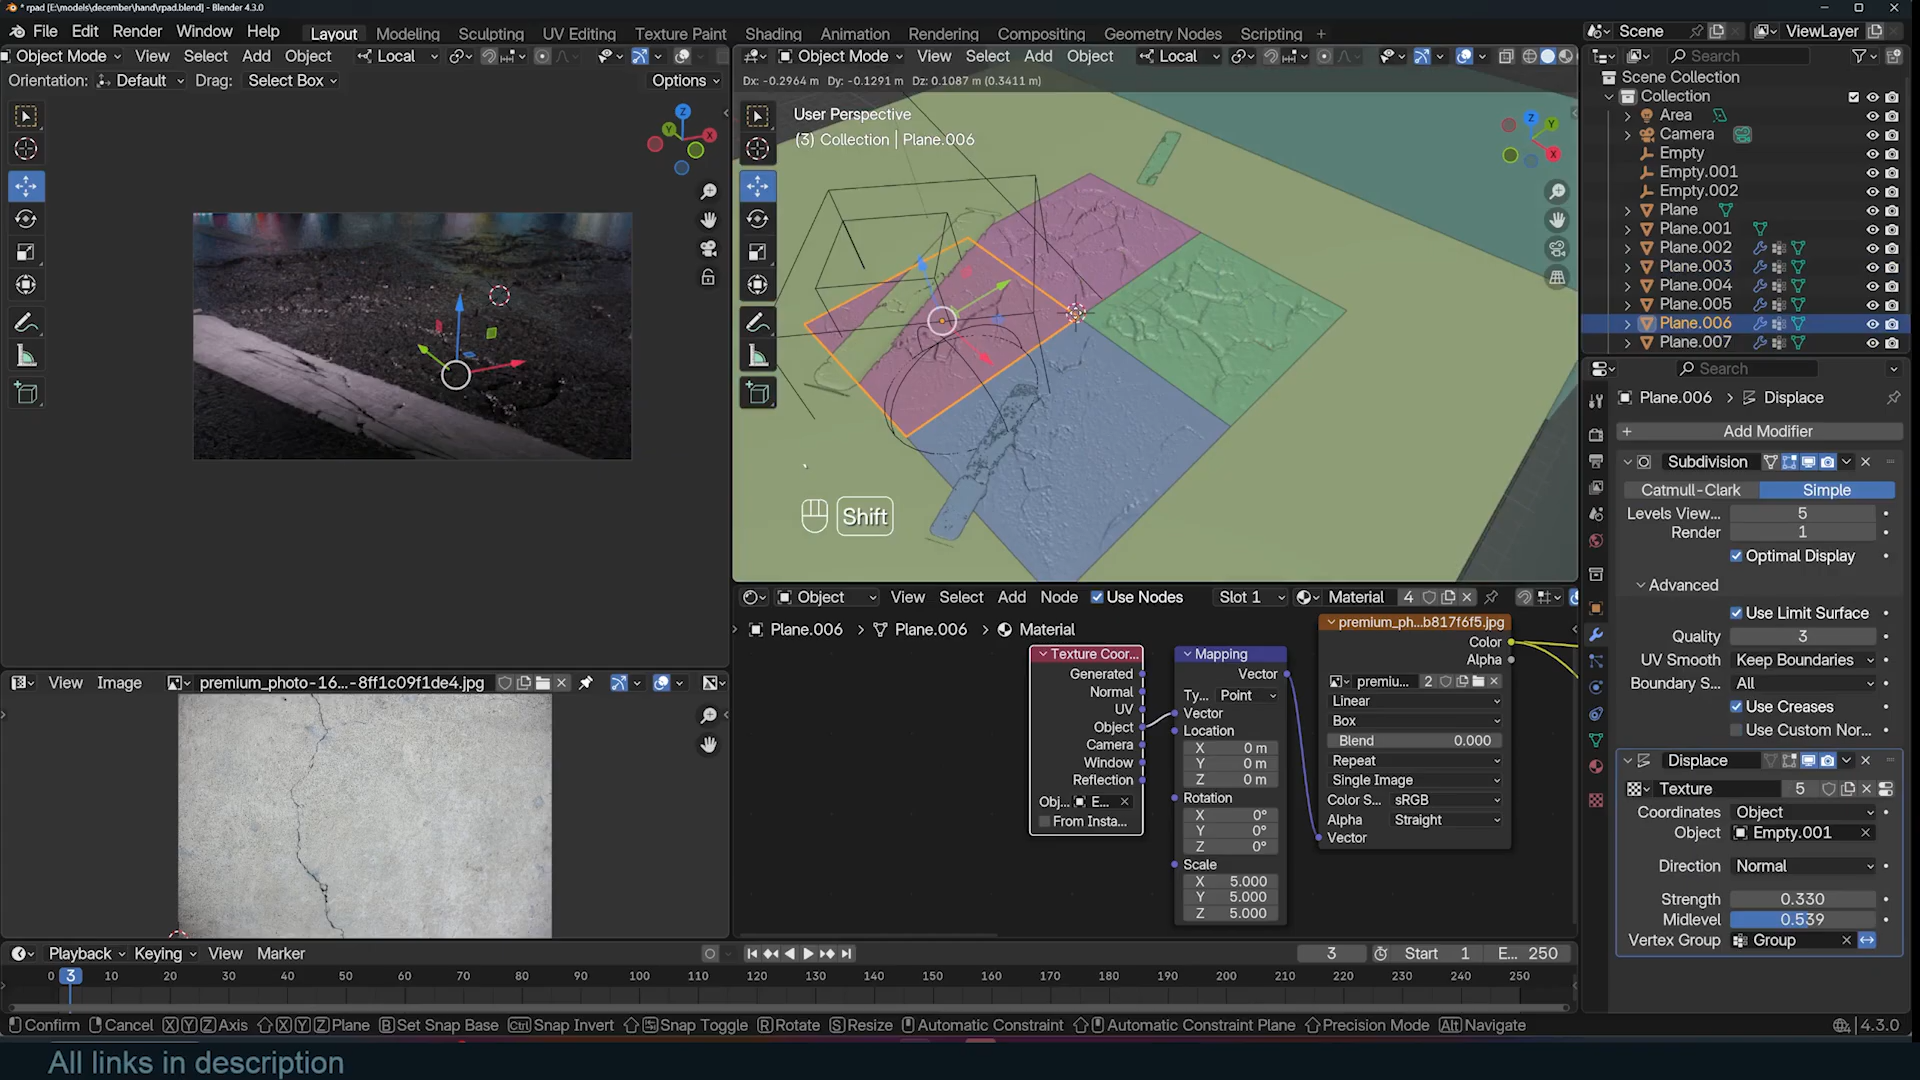 * rpad [E:\models\december\hand\rpad.blend] - Blender 4.3.0
File Edit Render Window Help
Layout Modeling Sculpting UV Editing Texture Paint Shading Animation Rendering Compositing Geometry Nodes Scripting +
Scene
ViewLayer
Object Mode View Select Add Object Local
Object Mode View Select Add Object Local
Orientation: Default Drag: Select Box Options
Dx: -0.2964 m Dy: -0.1291 m Dz: 0.1087 m (0.3411 m)
User Perspective
(3) Collection | Plane.006
Z
Y
X
Z
Y
X
Shift
Search
Scene Collection
Collection
Area
Camera
Empty
Empty.001
Empty.002
Plane
Plane.001
Plane.002
Plane.003
Plane.004
Plane.005
Plane.006
Plane.007
Search
Plane.006 > Displace
+ Add Modifier
Subdivision
Catmull-Clark Simple
Levels View... 5
Render 1
Optimal Display
Advanced
Use Limit Surface
Quality 3
UV Smooth Keep Boundaries
Boundary S... All
Use Creases
Use Custom Nor...
Displace
Texture 5
Coordinates Object
Object Empty.001
Direction Normal
Strength 0.330
Midlevel 0.539
Vertex Group Group
View Image premium_photo-16...-8ff1c09f1de4.jpg
Object View Select Add Node Use Nodes Slot 1 Material 4
Plane.006 > Plane.006 > Material
Texture Coor...
Generated
Normal
UV
Object
Camera
Window
Reflection
Obj... E...
From Insta...
Mapping
Vector
Ty... Point
Vector
Location
X 0 m
Y 0 m
Z 0 m
Rotation
X 0°
Y 0°
Z 0°
Scale
X 5.000
Y 5.000
Z 5.000
premium_ph...b817f6f5.jpg
Color
Alpha
premiu... 2
Linear
Box
Blend 0.000
Repeat
Single Image
Color S... sRGB
Alpha Straight
Vector
Playback Keying View Marker
3 Start 1 E... 250
0 3 10 20 30 40 50 60 70 80 90 100 110 120 130 140 150 160 170 180 190 200 210 220 230 240 250
Confirm Cancel X Y Z Axis X Y Z Plane B Set Snap Base Ctrl Snap Invert Snap Toggle R Rotate S Resize Automatic Constraint Automatic Constraint Plane Precision Mode Alt Navigate
4.3.0
All links in description